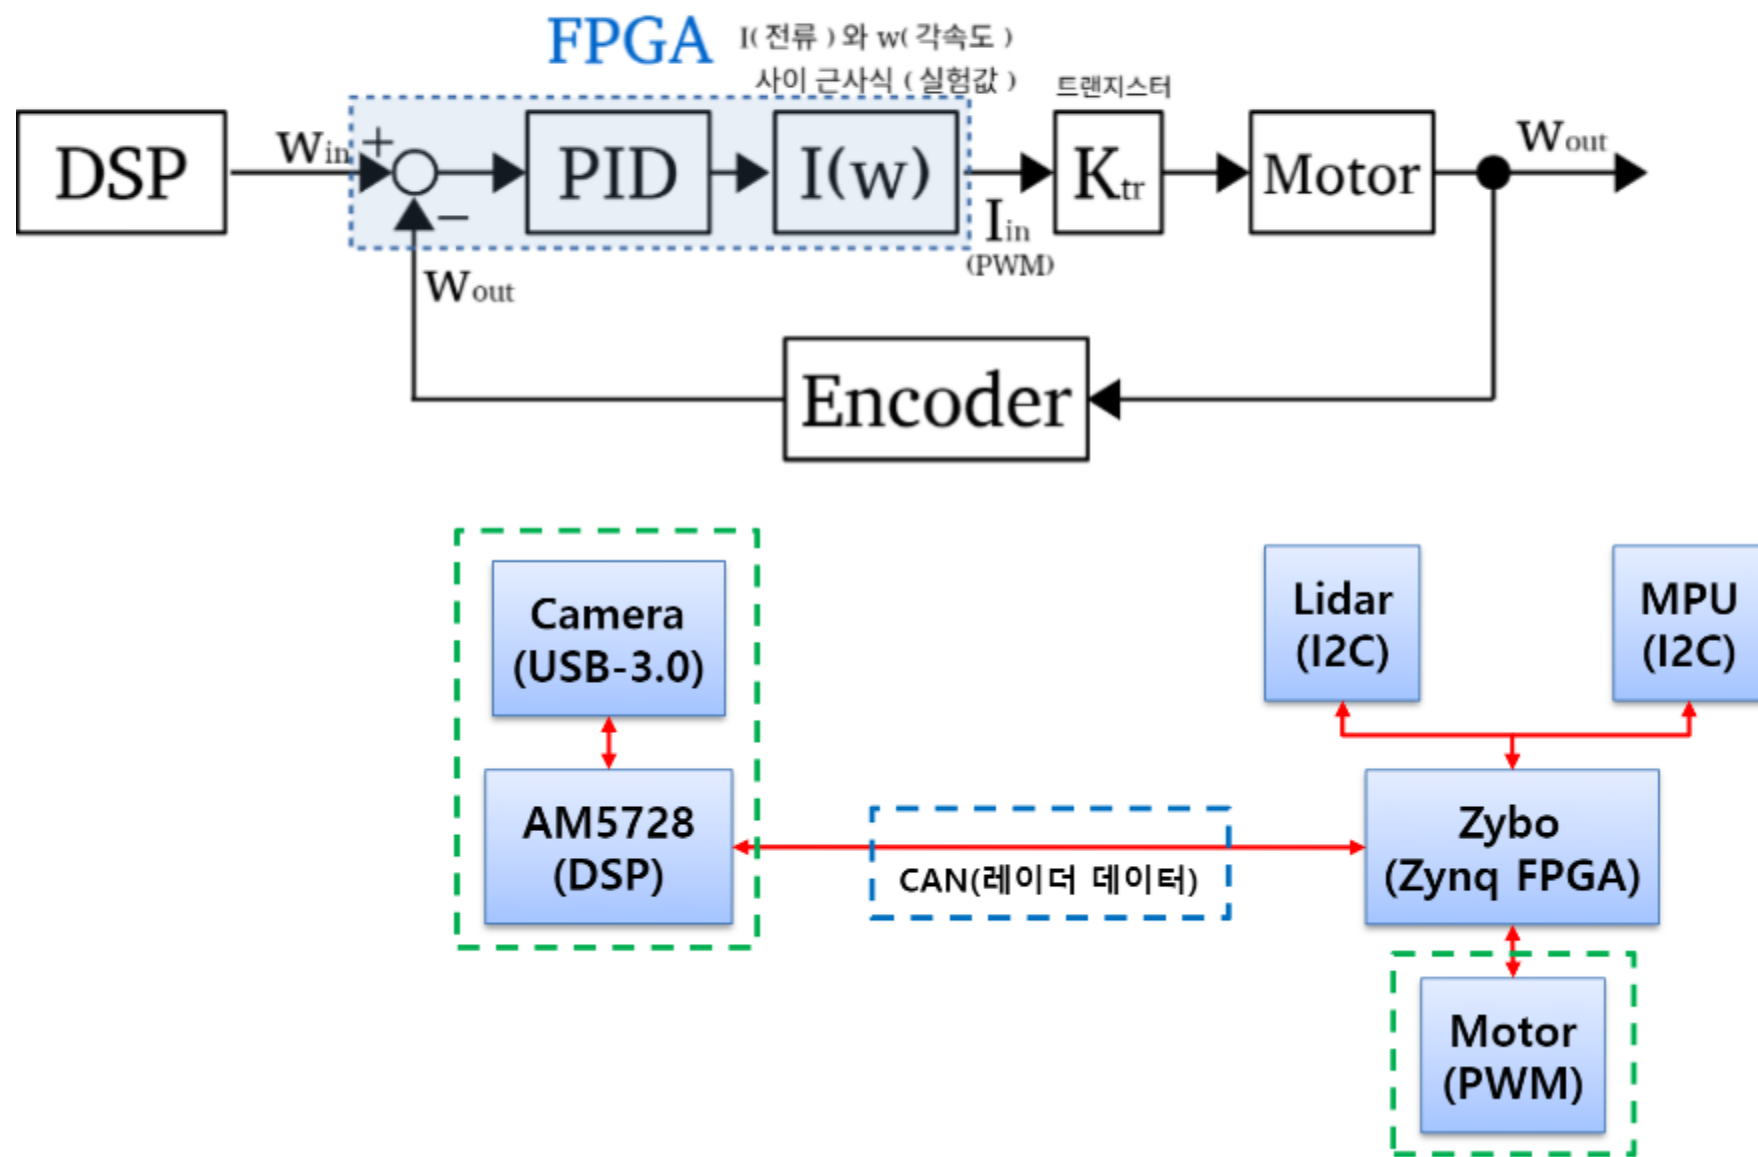 FPGA
I( 전류 ) 와 w( 각속도 )
사이 근사식 ( 실험값 )
트랜지스터
DSP
Win
+
PID
I(w)
Ktr
Motor
Wout
−
Iin
(PWM)
Wout
Encoder
Camera
(USB-3.0)
Lidar
(I2C)
MPU
(I2C)
AM5728
(DSP)
CAN(레이더 데이터)
Zybo
(Zynq FPGA)
Motor
(PWM)